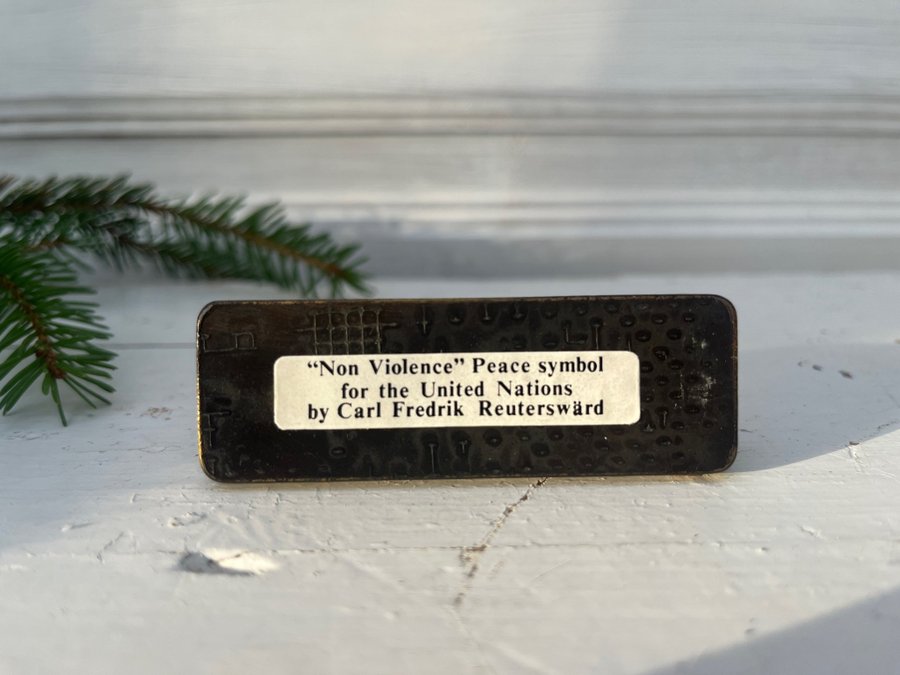 “Non Violence” Peace symbol
for the United Nations
by Carl Fredrik Reuterswärd